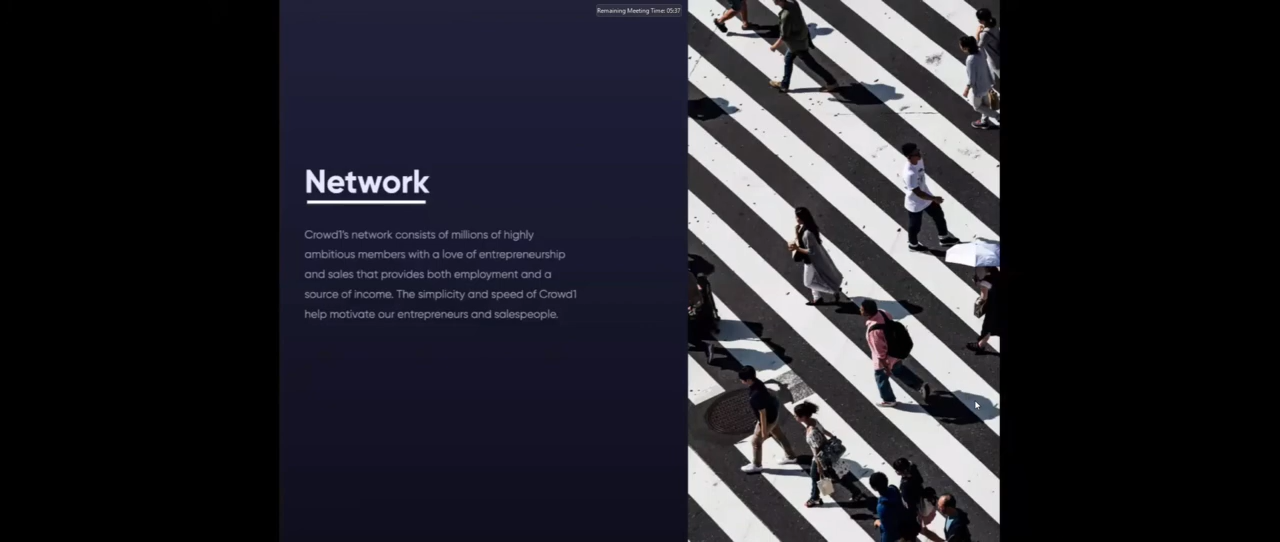 Remaining Meeting Time: 05:37
Network
Crowd1's network consists of millions of highly
ambitious members with a love of entrepreneurship
and sales that provides both employment and a
source of income. The simplicity and speed of Crowd1
help motivate our entrepreneurs and salespeople.